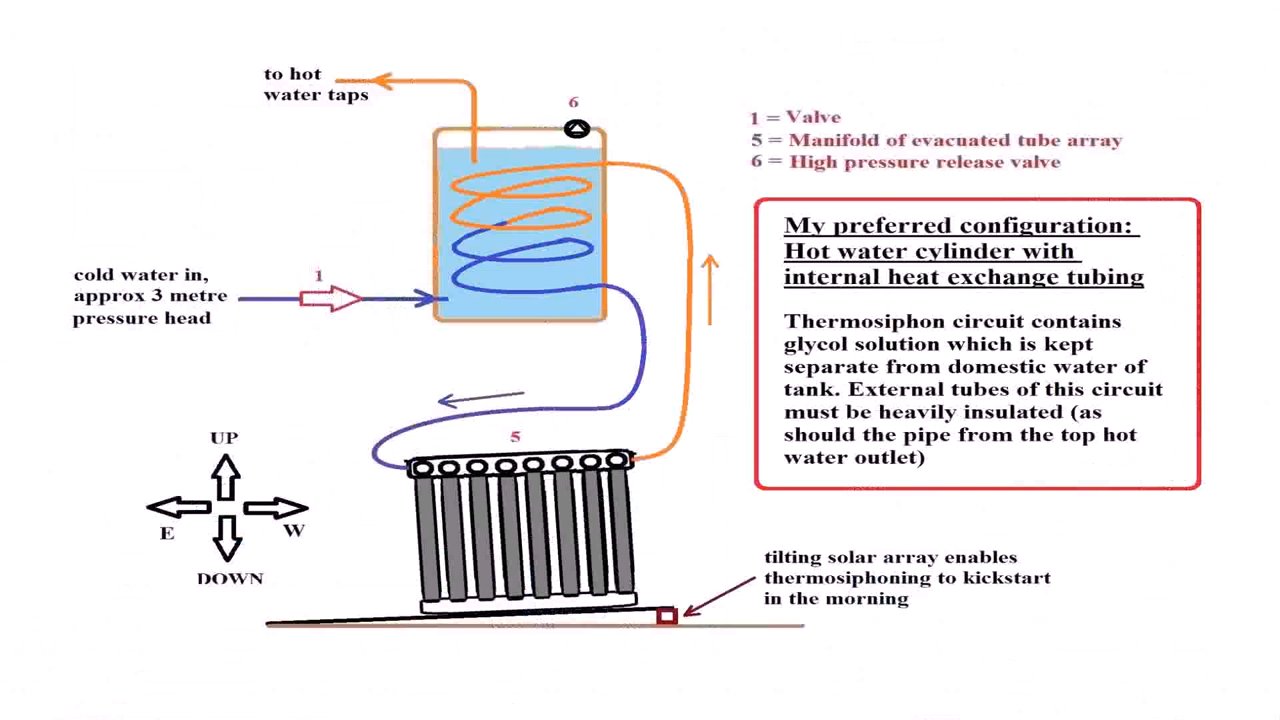 to hot
water taps
6
1 = Valve
5 = Manifold of evacuated tube array
6 = High pressure release valve
My preferred configuration:
Hot water cylinder with
internal heat exchange tubing
Thermosiphon circuit contains
glycol solution which is kept
separate from domestic water of
tank. External tubes of this circuit
must be heavily insulated (as
should the pipe from the top hot
water outlet)
cold water in,
approx 3 metre
pressure head
1
5
UP
E
W
DOWN
tilting solar array enables
thermosiphoning to kickstart
in the morning